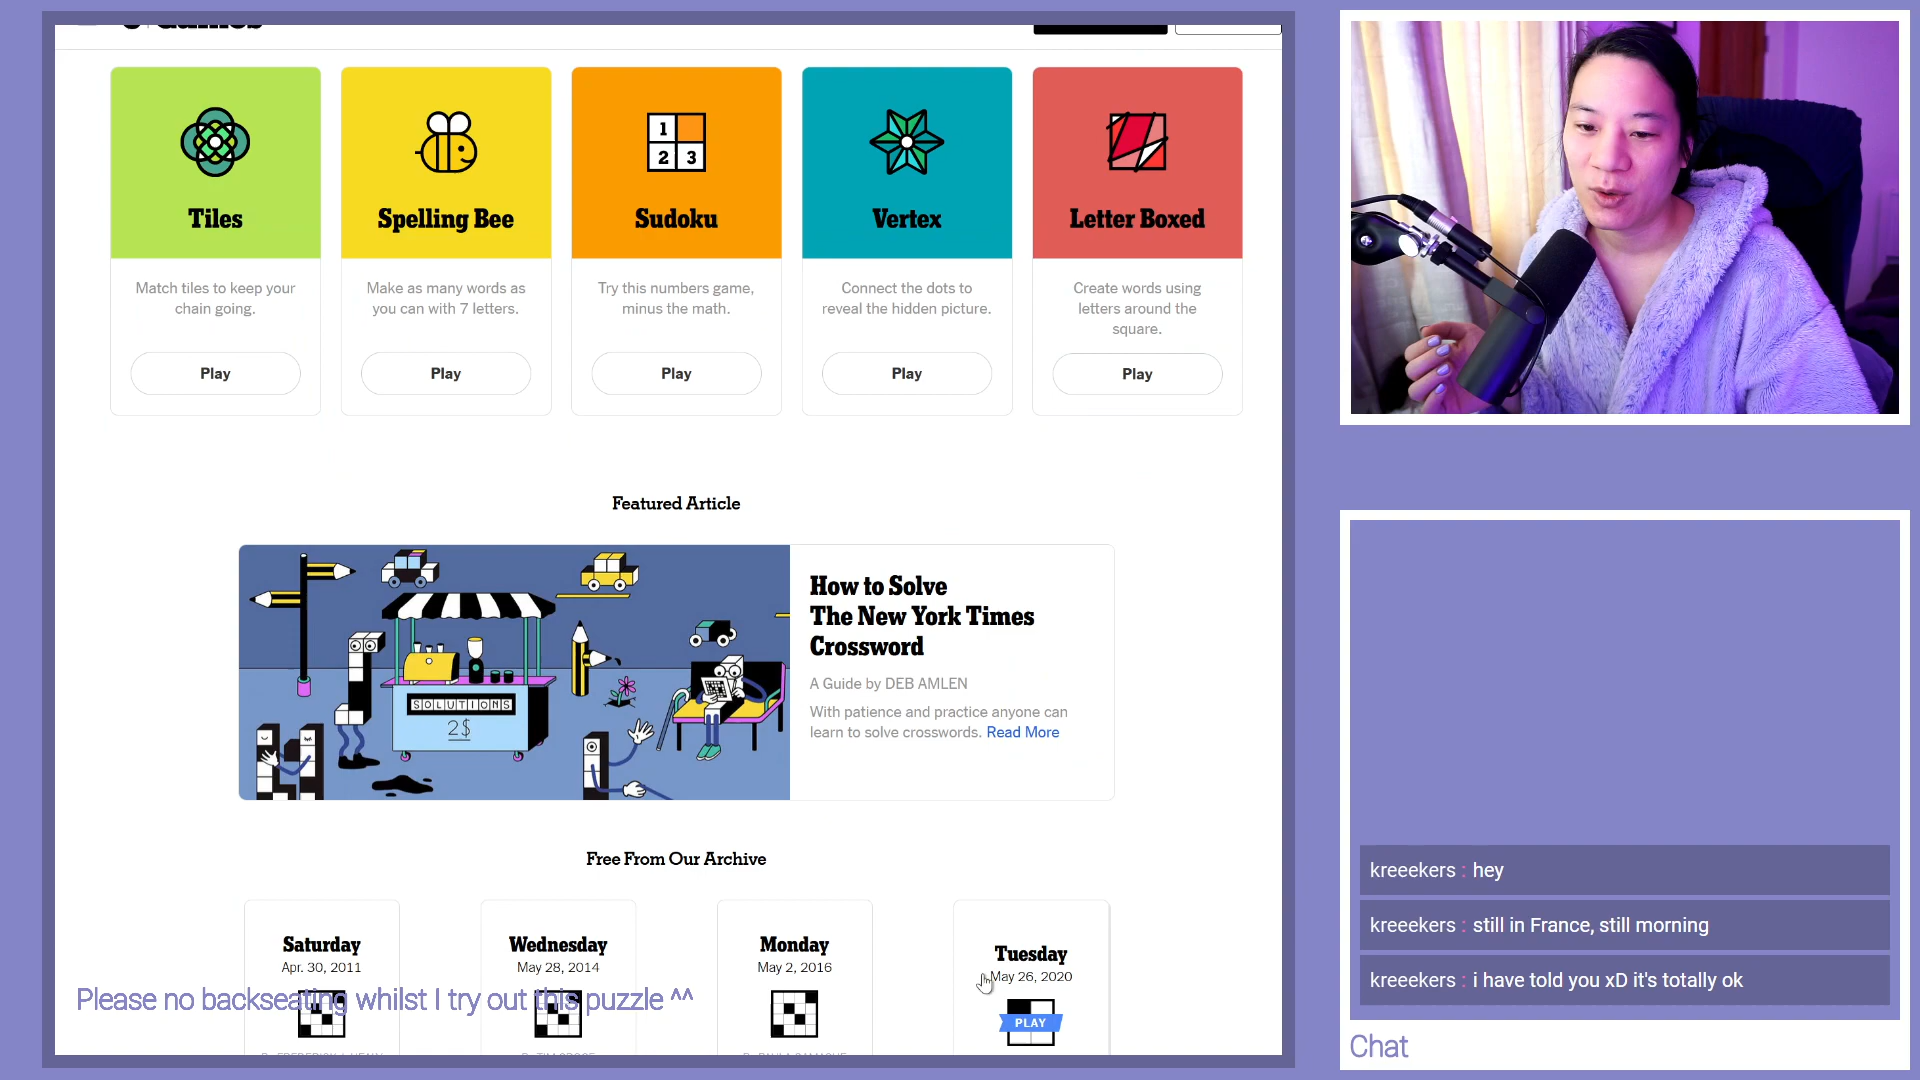 Games
Tiles
Spelling Bee
1
2 3
Sudoku
Vertex
Letter Boxed
Match tiles to keep your
chain going.
Make as many words as
you can with 7 letters.
Try this numbers game,
minus the math.
Connect the dots to
reveal the hidden picture.
Create words using
letters around the
square.
Play
Play
Play
Play
Play
Featured Article
SOLUTIONS
2$
How to Solve
The New York Times
Crossword
A Guide by DEB AMLEN
With patience and practice anyone can
learn to solve crosswords. Read More
Free From Our Archive
Saturday
Apr. 30, 2011
Wednesday
May 28, 2014
Monday
May 2, 2016
Tuesday
May 26, 2020
PLAY
Please no backseating whilst I try out this puzzle ^^
kreeekers : hey
kreeekers : still in France, still morning
kreeekers : i have told you xD it's totally ok
Chat